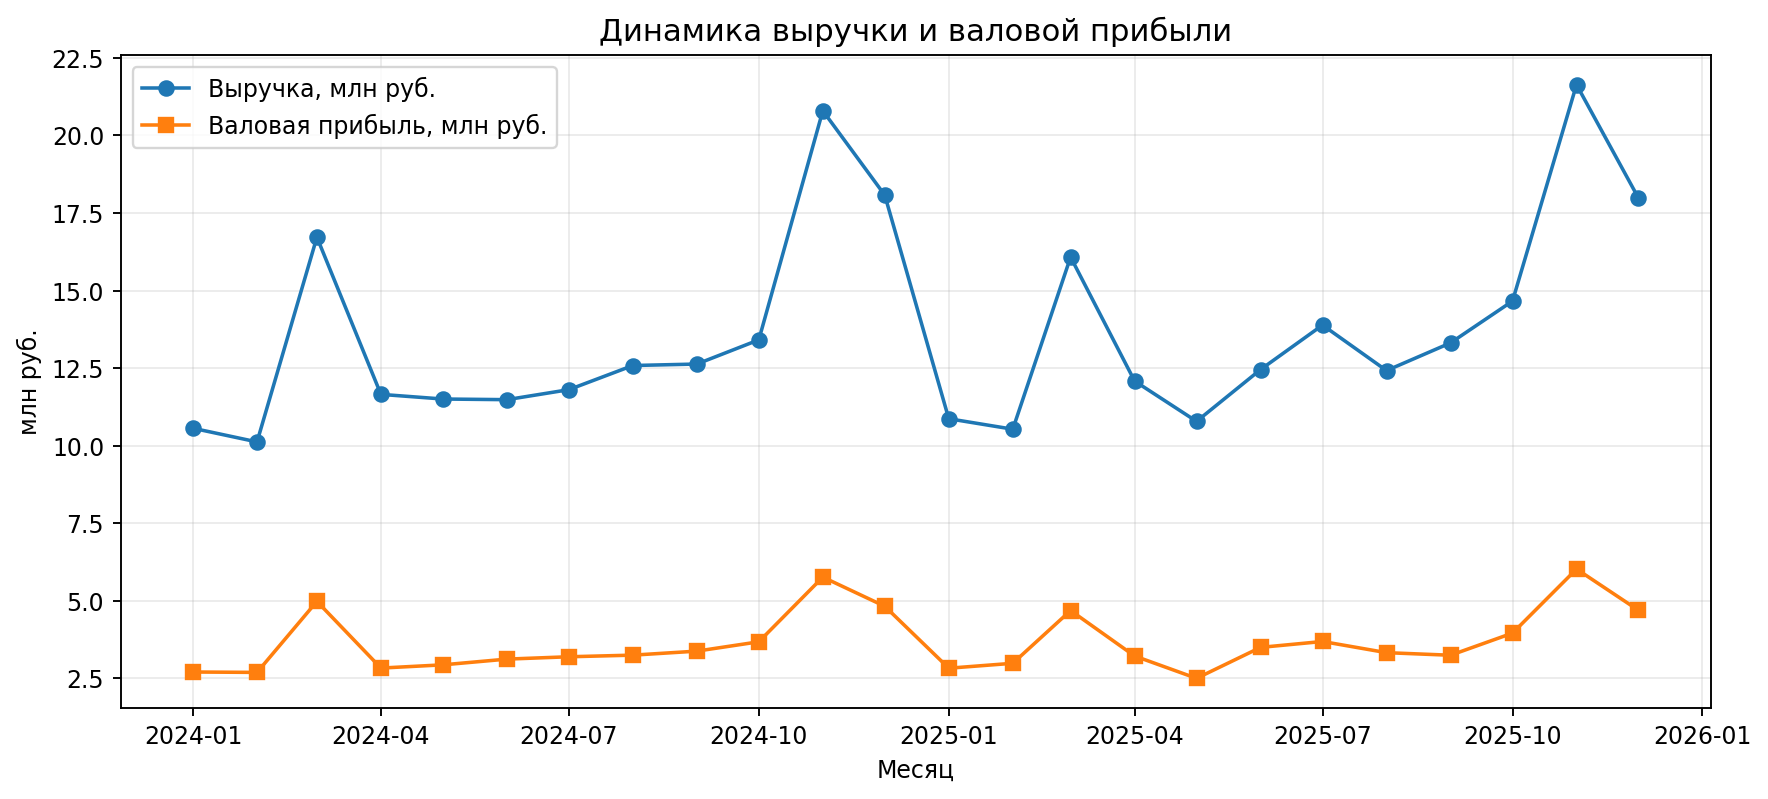 Динамика выручки и валовой прибыли
Выручка, млн руб.
Валовая прибыль, млн руб.
22.5
20.0
17.5
15.0
12.5
10.0
7.5
5.0
2.5
млн руб.
2024-01 2024-04 2024-07 2024-10 2025-01 2025-04 2025-07 2025-10 2026-01
Месяц